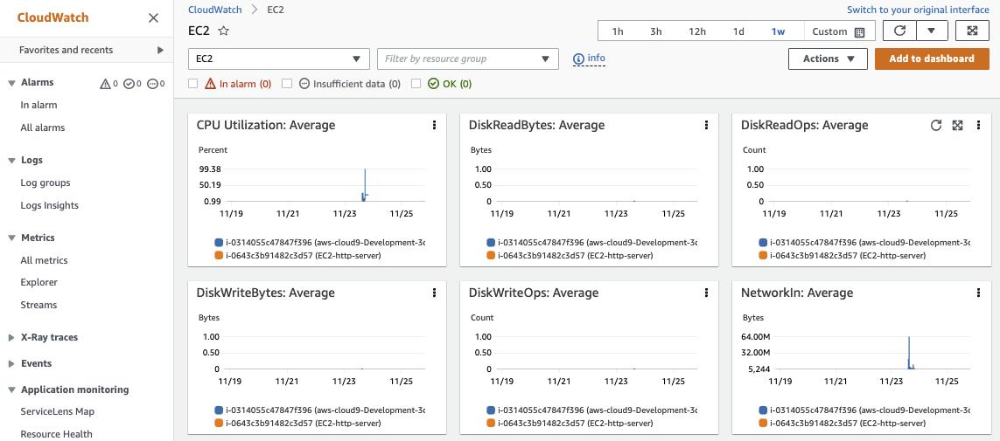 CloudWatch
Favorites and recents
Alarms 0 0 0
In alarm
All alarms
Logs
Log groups
Logs Insights
Metrics
All metrics
Explorer
Streams
X-Ray traces
Events
Application monitoring
ServiceLens Map
Resource Health
CloudWatch EC2
Switch to your original interface
EC2
1h 3h 12h 1d 1w Custom
EC2
Filter by resource group
info
Actions
Add to dashboard
In alarm (0) Insufficient data (0) OK (0)
CPU Utilization: Average
Percent
99.38
50.19
0.99
11/19 11/21 11/23 11/25
i-0314055c47847f396 (aws-cloud9-Development-3c
i-0643c3b91482c3d57 (EC2-http-server)
DiskReadBytes: Average
Bytes
1.00
0.50
0
11/19 11/21 11/23 11/25
i-0314055c47847f396 (aws-cloud9-Development-3c
i-0643c3b91482c3d57 (EC2-http-server)
DiskReadOps: Average
Count
1.00
0.50
0
11/19 11/21 11/23 11/25
i-0314055c47847f396 (aws-cloud9-Development-3c
i-0643c3b91482c3d57 (EC2-http-server)
DiskWriteBytes: Average
Bytes
1.00
0.50
0
11/19 11/21 11/23 11/25
i-0314055c47847f396 (aws-cloud9-Development-3c
i-0643c3b91482c3d57 (EC2-http-server)
DiskWriteOps: Average
Count
1.00
0.50
0
11/19 11/21 11/23 11/25
i-0314055c47847f396 (aws-cloud9-Development-3c
i-0643c3b91482c3d57 (EC2-http-server)
NetworkIn: Average
Bytes
64.00M
32.00M
5,244
11/19 11/21 11/23 11/25
i-0314055c47847f396 (aws-cloud9-Development-3c
i-0643c3b91482c3d57 (EC2-http-server)